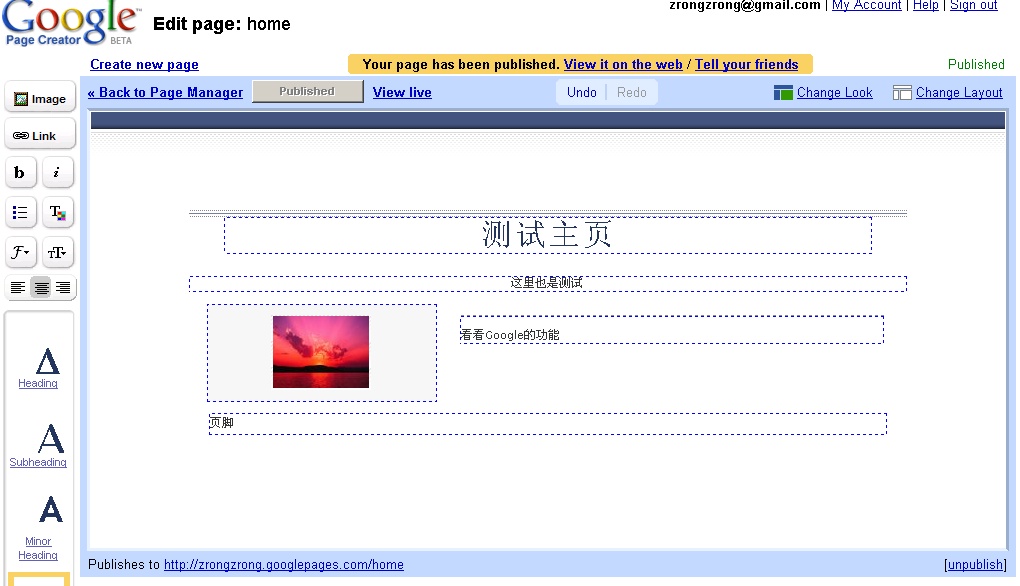 zrongzrong@gmail.com | My Account | Help | Sign out
Google
Page Creator BETA
Edit page: home
Create new page
Your page has been published. View it on the web / Tell your friends
Published
« Back to Page Manager
Published
View live
Undo
Redo
Change Look
Change Layout
Image
Link
b
i
T
F
TT
测试主页
这里也是测试
看看Google的功能
页脚
A
Heading
A
Subheading
A
Minor
Heading
Publishes to http://zrongzrong.googlepages.com/home
[unpublish]